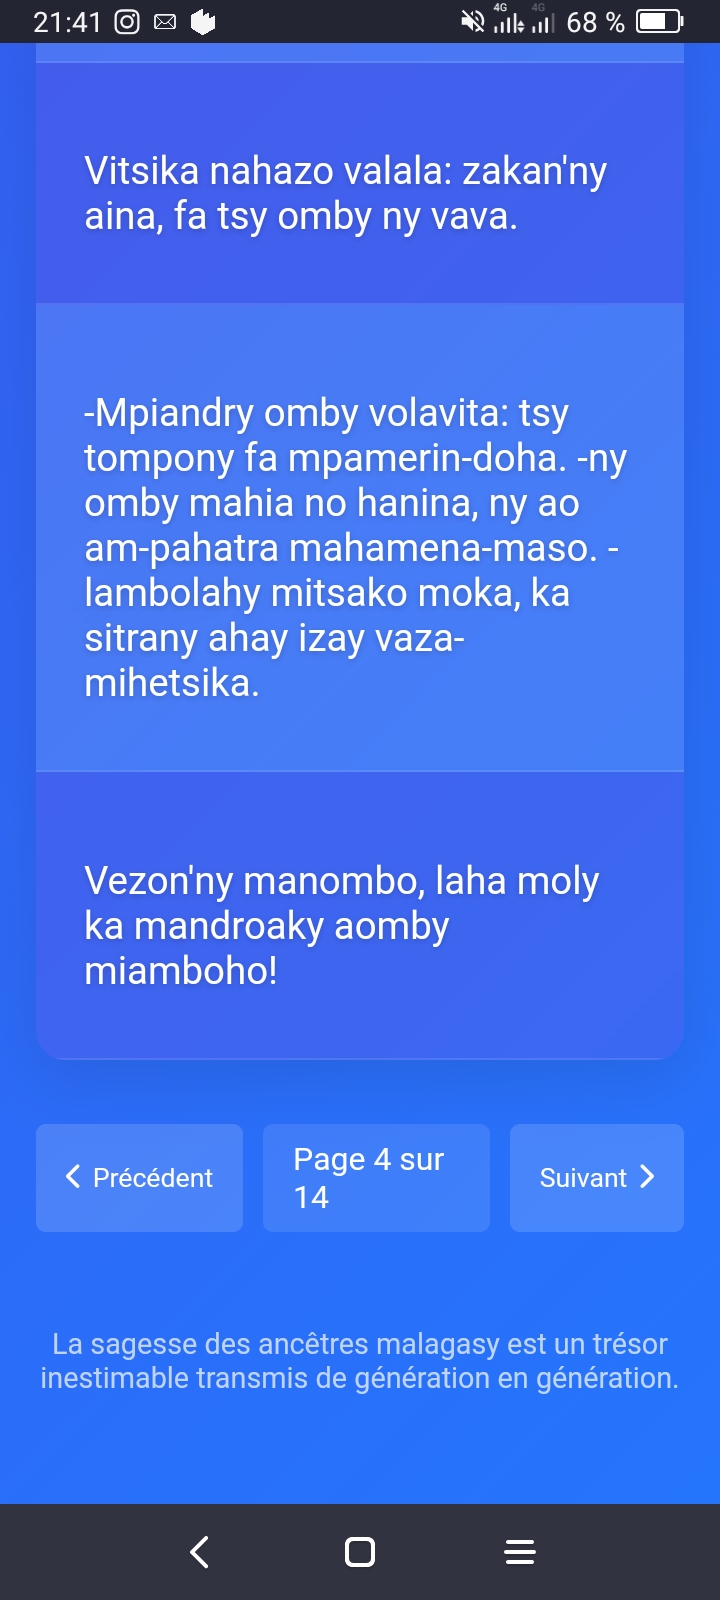 21:41
4G 4G 68 %
Vitsika nahazo valala: zakan'ny
aina, fa tsy omby ny vava.
-Mpiandry omby volavita: tsy
tompony fa mpamerin-doha. -ny
omby mahia no hanina, ny ao
am-pahatra mahamena-maso. -
lambolahy mitsako moka, ka
sitrany ahay izay vaza-
mihetsika.
Vezon'ny manombo, laha moly
ka mandroaky aomby
miamboho!
Précédent
Page 4 sur
14
Suivant
La sagesse des ancêtres malagasy est un trésor
inestimable transmis de génération en génération.